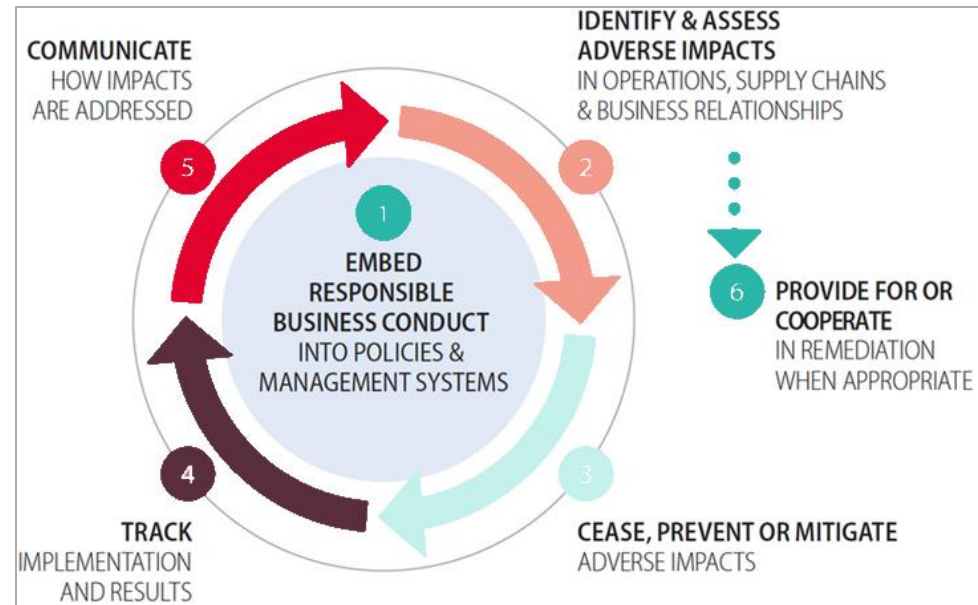 COMMUNICATE
HOW IMPACTS
ARE ADDRESSED
5
IDENTIFY & ASSESS
ADVERSE IMPACTS
IN OPERATIONS, SUPPLY CHAINS
& BUSINESS RELATIONSHIPS
2
1
EMBED
RESPONSIBLE
BUSINESS CONDUCT
INTO POLICIES &
MANAGEMENT SYSTEMS
6
PROVIDE FOR OR
COOPERATE
IN REMEDIATION
WHEN APPROPRIATE
4
TRACK
IMPLEMENTATION
AND RESULTS
3
CEASE, PREVENT OR MITIGATE
ADVERSE IMPACTS